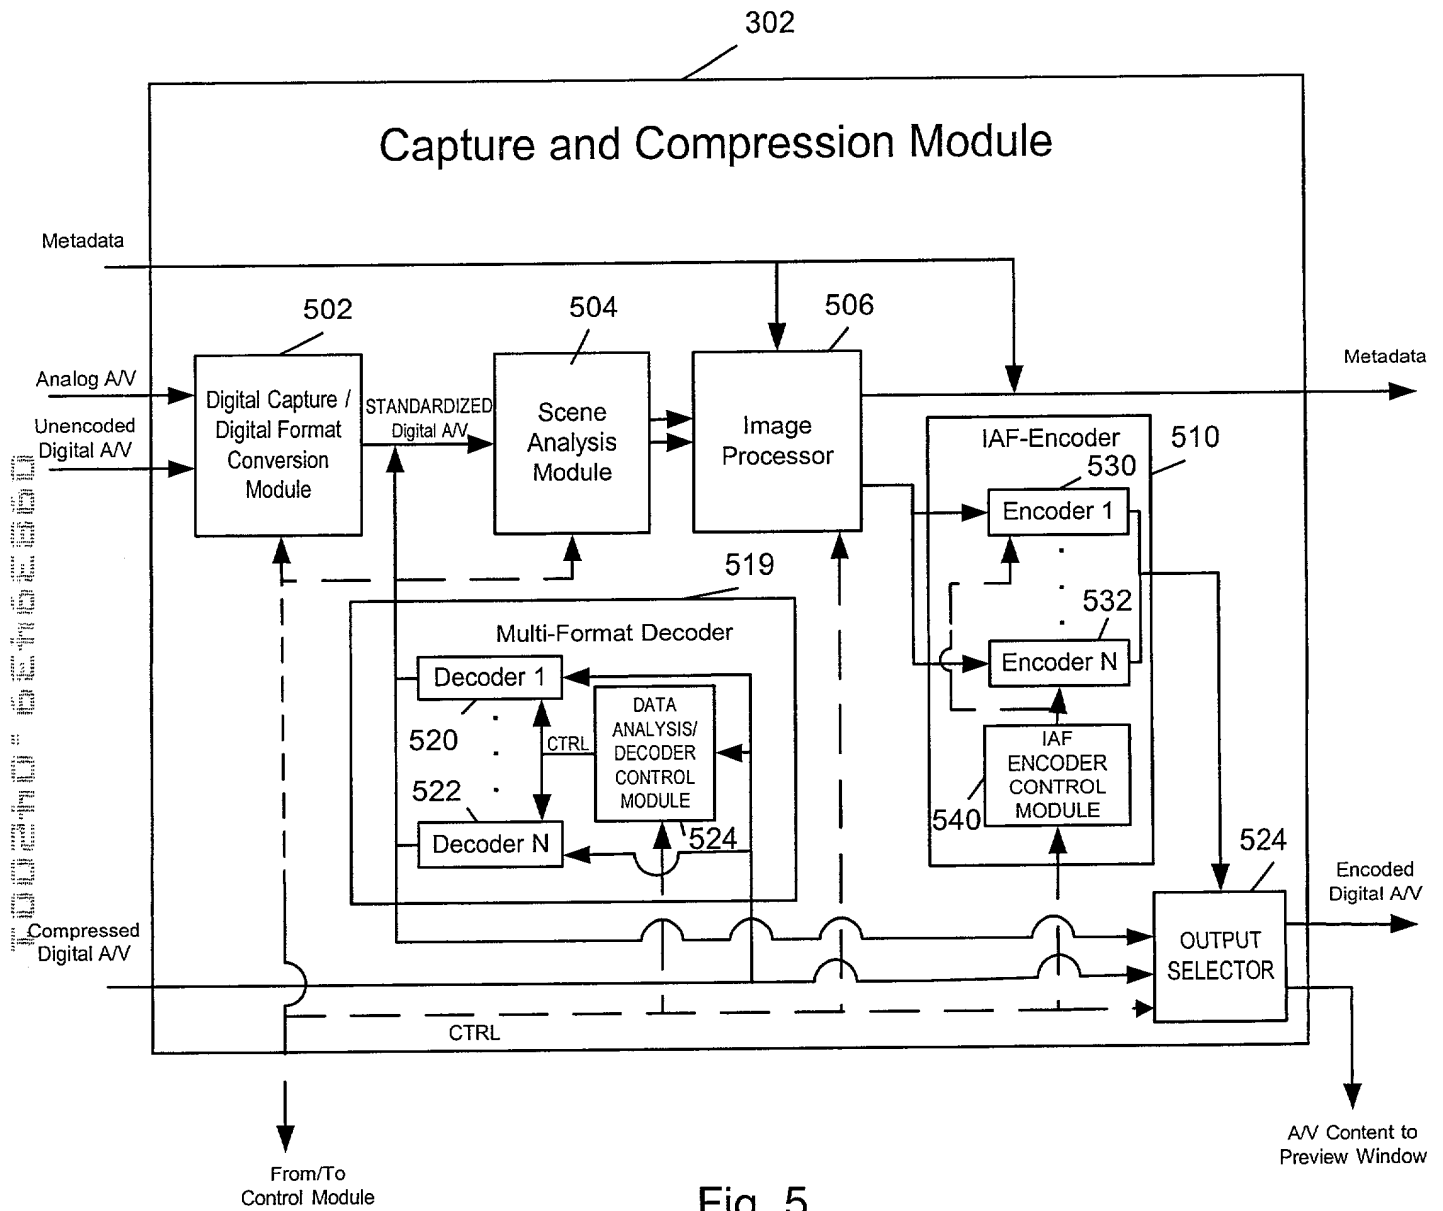 302
Capture and Compression Module
Metadata
502
504
506
Metadata
Analog A/V
Unencoded
Digital A/V
Digital Capture /
Digital Format
Conversion
Module
STANDARDIZED
Digital A/V
Scene
Analysis
Module
Image
Processor
IAF-Encoder
510
530
Encoder 1
532
Encoder N
IAF
ENCODER
CONTROL
MODULE
540
519
Multi-Format Decoder
Decoder 1
520
CTRL
DATA
ANALYSIS/
DECODER
CONTROL
MODULE
522
524
Decoder N
524
OUTPUT
SELECTOR
Encoded
Digital A/V
Compressed
Digital A/V
CTRL
A/V Content to
Preview Window
From/To
Control Module
Fig. 5